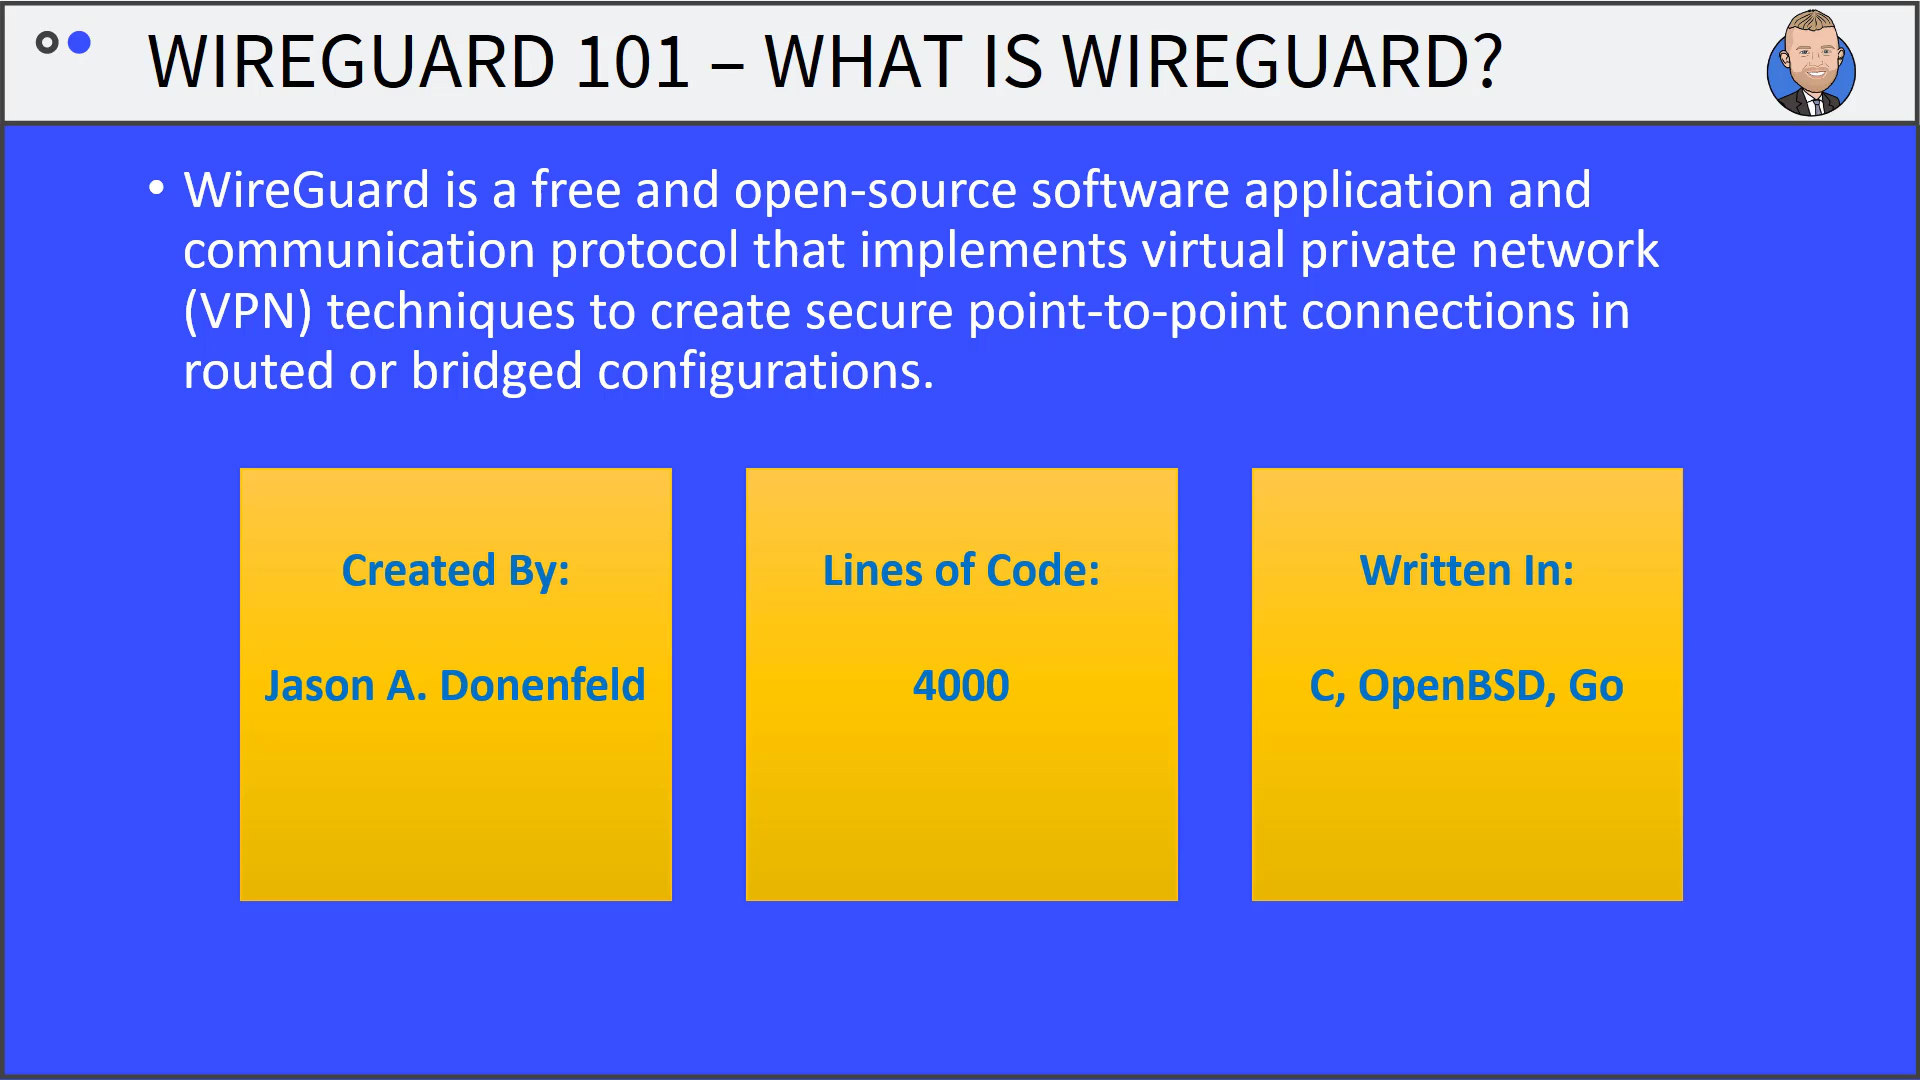 WIREGUARD 101 – WHAT IS WIREGUARD?
• WireGuard is a free and open-source software application and
communication protocol that implements virtual private network
(VPN) techniques to create secure point-to-point connections in
routed or bridged configurations.
Created By:
Jason A. Donenfeld
Lines of Code:
4000
Written In:
C, OpenBSD, Go